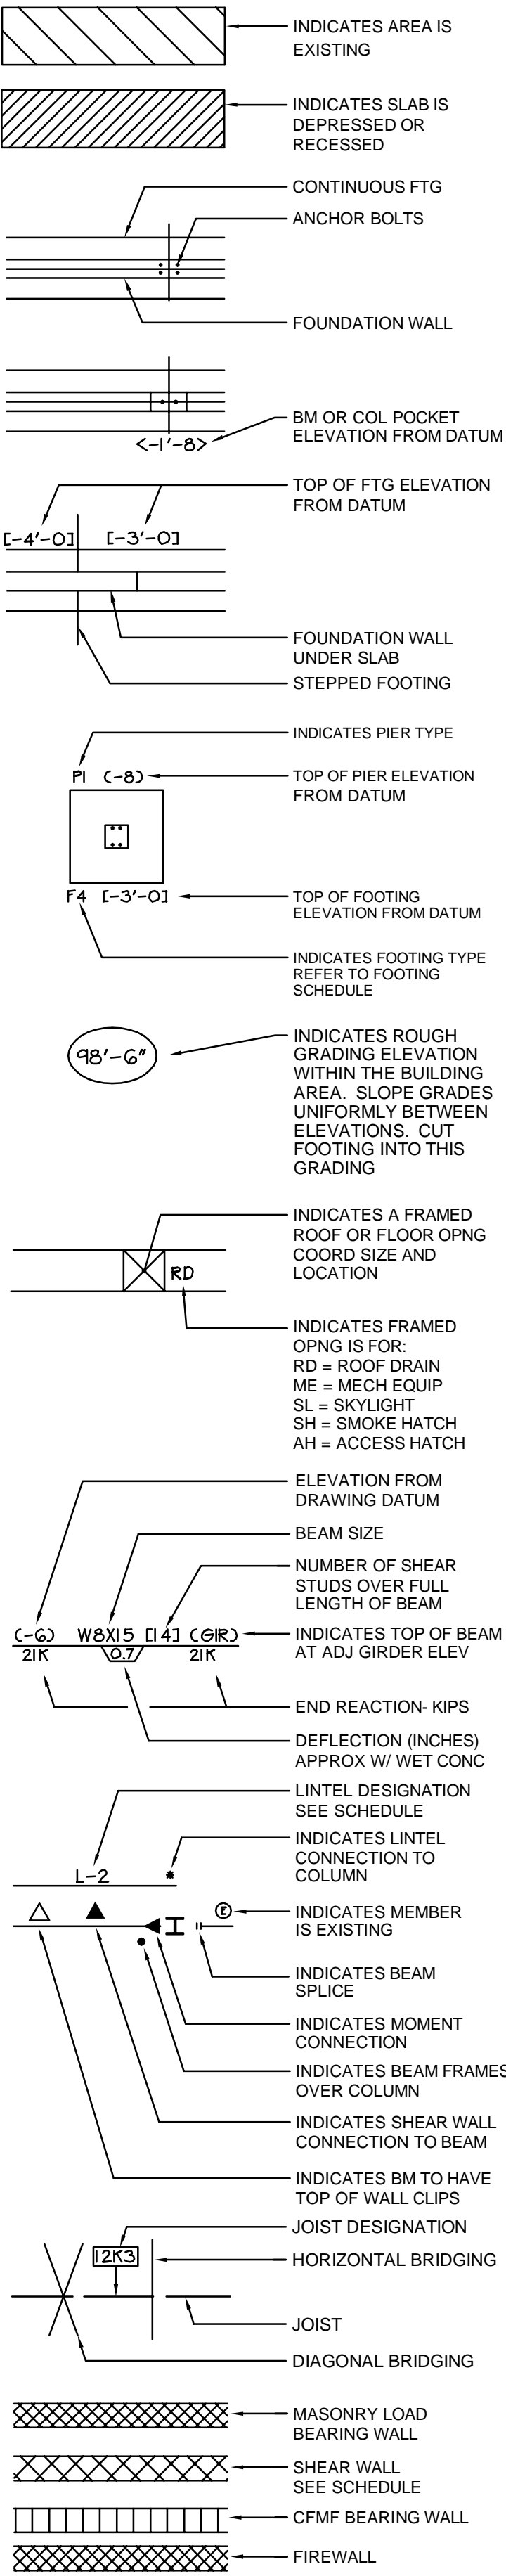 INDICATES AREA IS
EXISTING
INDICATES SLAB IS
DEPRESSED OR
RECESSED
CONTINUOUS FTG
ANCHOR BOLTS
FOUNDATION WALL
BM OR COL POCKET
ELEVATION FROM DATUM
<-1'-8>
TOP OF FTG ELEVATION
FROM DATUM
[-4'-0] [-3'-0]
FOUNDATION WALL
UNDER SLAB
STEPPED FOOTING
INDICATES PIER TYPE
P1 (-8)
TOP OF PIER ELEVATION
FROM DATUM
F4 [-3'-0]
TOP OF FOOTING
ELEVATION FROM DATUM
INDICATES FOOTING TYPE
REFER TO FOOTING
SCHEDULE
98'-6"
INDICATES ROUGH
GRADING ELEVATION
WITHIN THE BUILDING
AREA. SLOPE GRADES
UNIFORMLY BETWEEN
ELEVATIONS. CUT
FOOTING INTO THIS
GRADING
INDICATES A FRAMED
ROOF OR FLOOR OPNG
COORD SIZE AND
LOCATION
RD
INDICATES FRAMED
OPNG IS FOR:
RD = ROOF DRAIN
ME = MECH EQUIP
SL = SKYLIGHT
SH = SMOKE HATCH
AH = ACCESS HATCH
ELEVATION FROM
DRAWING DATUM
BEAM SIZE
NUMBER OF SHEAR
STUDS OVER FULL
LENGTH OF BEAM
(-6) W8X15 [14] (GIR)
INDICATES TOP OF BEAM
AT ADJ GIRDER ELEV
21K 0.7 21K
END REACTION- KIPS
DEFLECTION (INCHES)
APPROX W/ WET CONC
LINTEL DESIGNATION
SEE SCHEDULE
INDICATES LINTEL
CONNECTION TO
COLUMN
L-2 *
E
INDICATES MEMBER
IS EXISTING
INDICATES BEAM
SPLICE
INDICATES MOMENT
CONNECTION
INDICATES BEAM FRAMES
OVER COLUMN
INDICATES SHEAR WALL
CONNECTION TO BEAM
INDICATES BM TO HAVE
TOP OF WALL CLIPS
JOIST DESIGNATION
12K3
HORIZONTAL BRIDGING
JOIST
DIAGONAL BRIDGING
MASONRY LOAD
BEARING WALL
SHEAR WALL
SEE SCHEDULE
CFMF BEARING WALL
FIREWALL